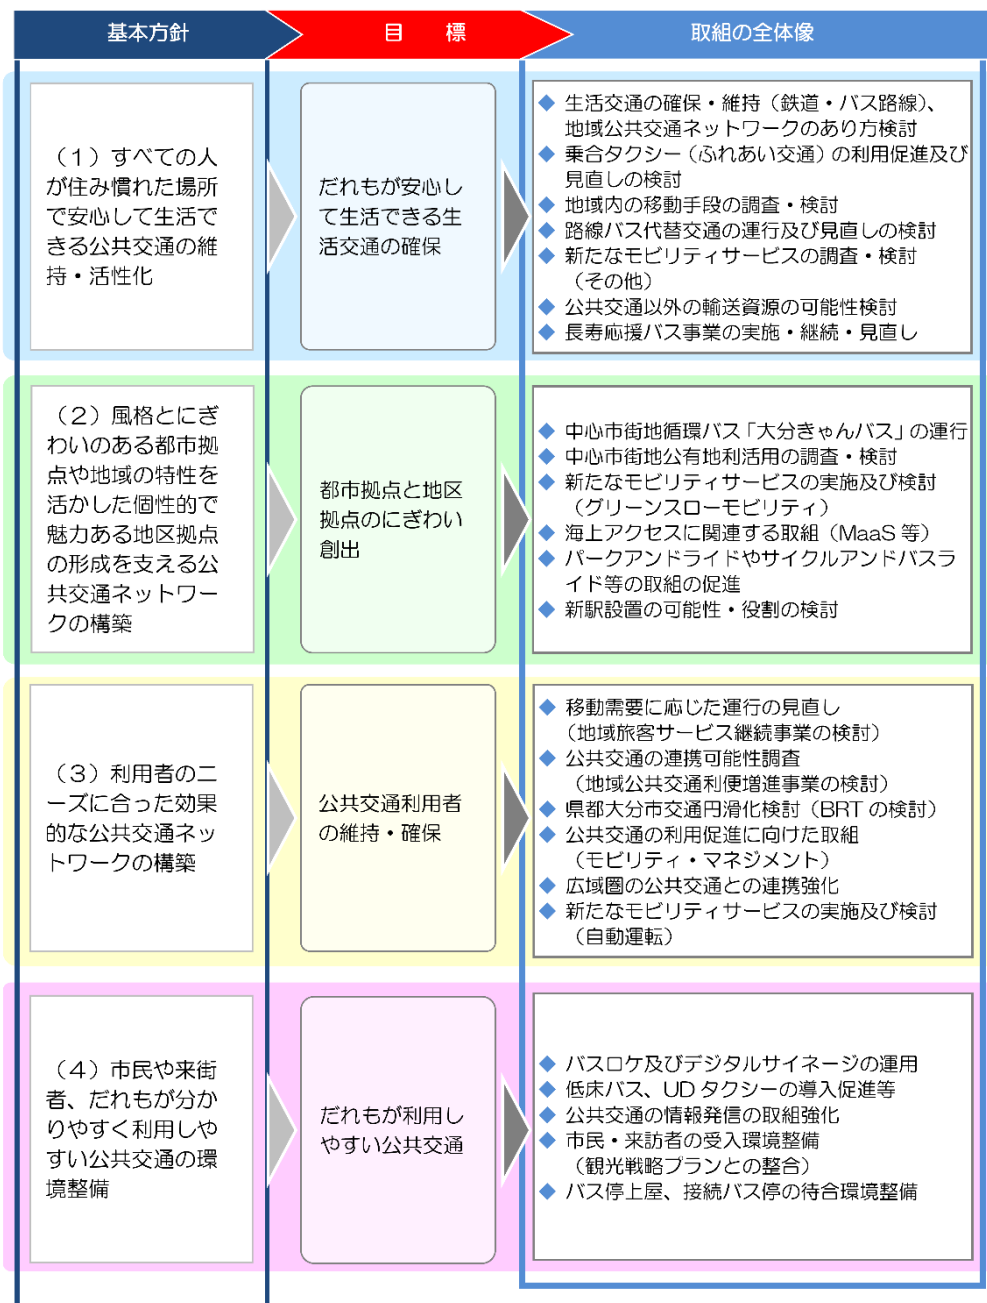 基本方針
目　標
取組の全体像
（１）すべての人
が住み慣れた場所
で安心して生活で
きる公共交通の維
持・活性化
だれもが安心し
て生活できる生
活交通の確保
◆ 生活交通の確保・維持（鉄道・バス路線）、
地域公共交通ネットワークのあり方検討
◆ 乗合タクシー（ふれあい交通）の利用促進及び
見直しの検討
◆ 地域内の移動手段の調査・検討
◆ 路線バス代替交通の運行及び見直しの検討
◆ 新たなモビリティサービスの調査・検討
（その他）
◆ 公共交通以外の輸送資源の可能性検討
◆ 長寿応援バス事業の実施・継続・見直し
（２）風格とにぎ
わいのある都市拠
点や地域の特性を
活かした個性的で
魅力ある地区拠点
の形成を支える公
共交通ネットワー
クの構築
都市拠点と地区
拠点のにぎわい
創出
◆ 中心市街地循環バス「大分きゃんバス」の運行
◆ 中心市街地公有地利活用の調査・検討
◆ 新たなモビリティサービスの実施及び検討
（グリーンスローモビリティ）
◆ 海上アクセスに関連する取組（MaaS 等）
◆ パークアンドライドやサイクルアンドバスラ
イド等の取組の促進
◆ 新駅設置の可能性・役割の検討
（３）利用者のニ
ーズに合った効果
的な公共交通ネッ
トワークの構築
公共交通利用者
の維持・確保
◆ 移動需要に応じた運行の見直し
（地域旅客サービス継続事業の検討）
◆ 公共交通の連携可能性調査
（地域公共交通利便増進事業の検討）
◆ 県都大分市交通円滑化検討（BRT の検討）
◆ 公共交通の利用促進に向けた取組
（モビリティ・マネジメント）
◆ 広域圏の公共交通との連携強化
◆ 新たなモビリティサービスの実施及び検討
（自動運転）
（４）市民や来街
者、だれもが分か
りやすく利用しや
すい公共交通の環
境整備
だれもが利用し
やすい公共交通
◆ バスロケ及びデジタルサイネージの運用
◆ 低床バス、UD タクシーの導入促進等
◆ 公共交通の情報発信の取組強化
◆ 市民・来訪者の受入環境整備
（観光戦略プランとの整合）
◆ バス停上屋、接続バス停の待合環境整備